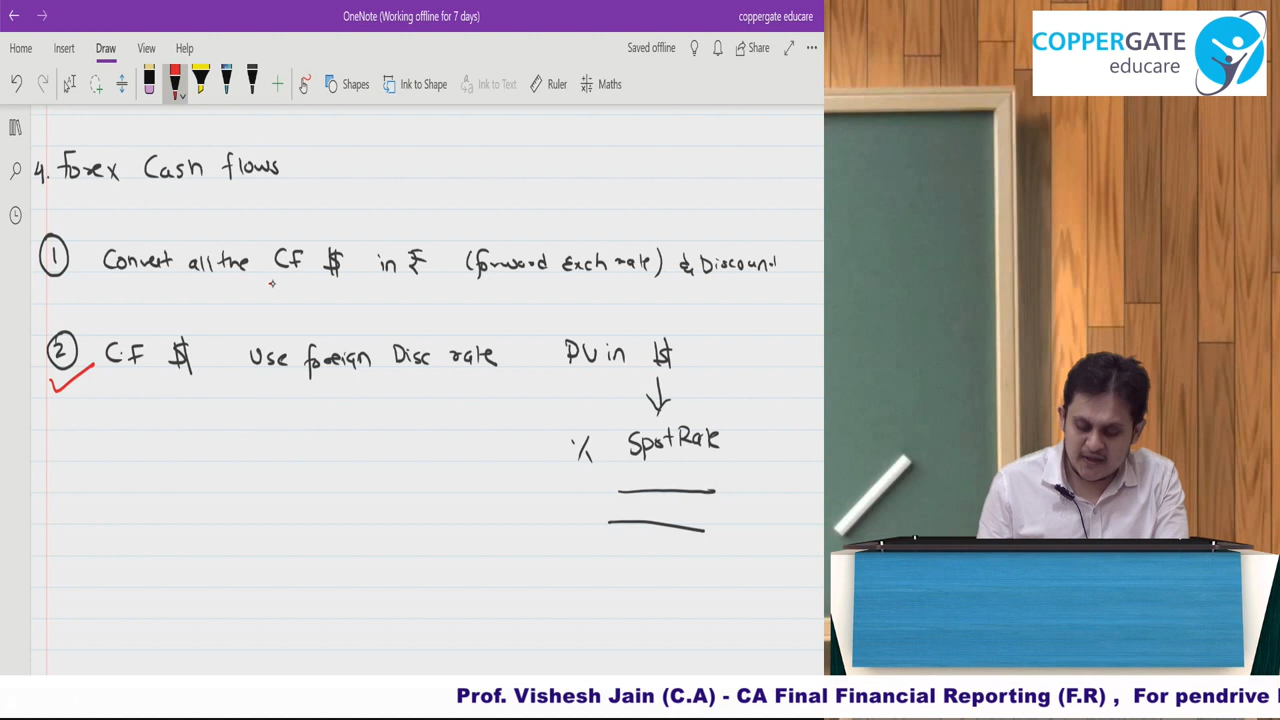 OneNote (Working offline for 7 days)
coppergate educare
Home Insert Draw View Help
Saved offline
Share
Shapes
Ink to Shape
Ink to Text
Ruler
Maths
COPPERGATE
educare
4. Forex Cash flows
① Convert all the CF $ in ₹ (forward Exch rate) & Discount
② C.F $ Use foreign Disc rate PV in $
Spot Rate
Prof. Vishesh Jain (C.A) - CA Final Financial Reporting (F.R) , For pendrive